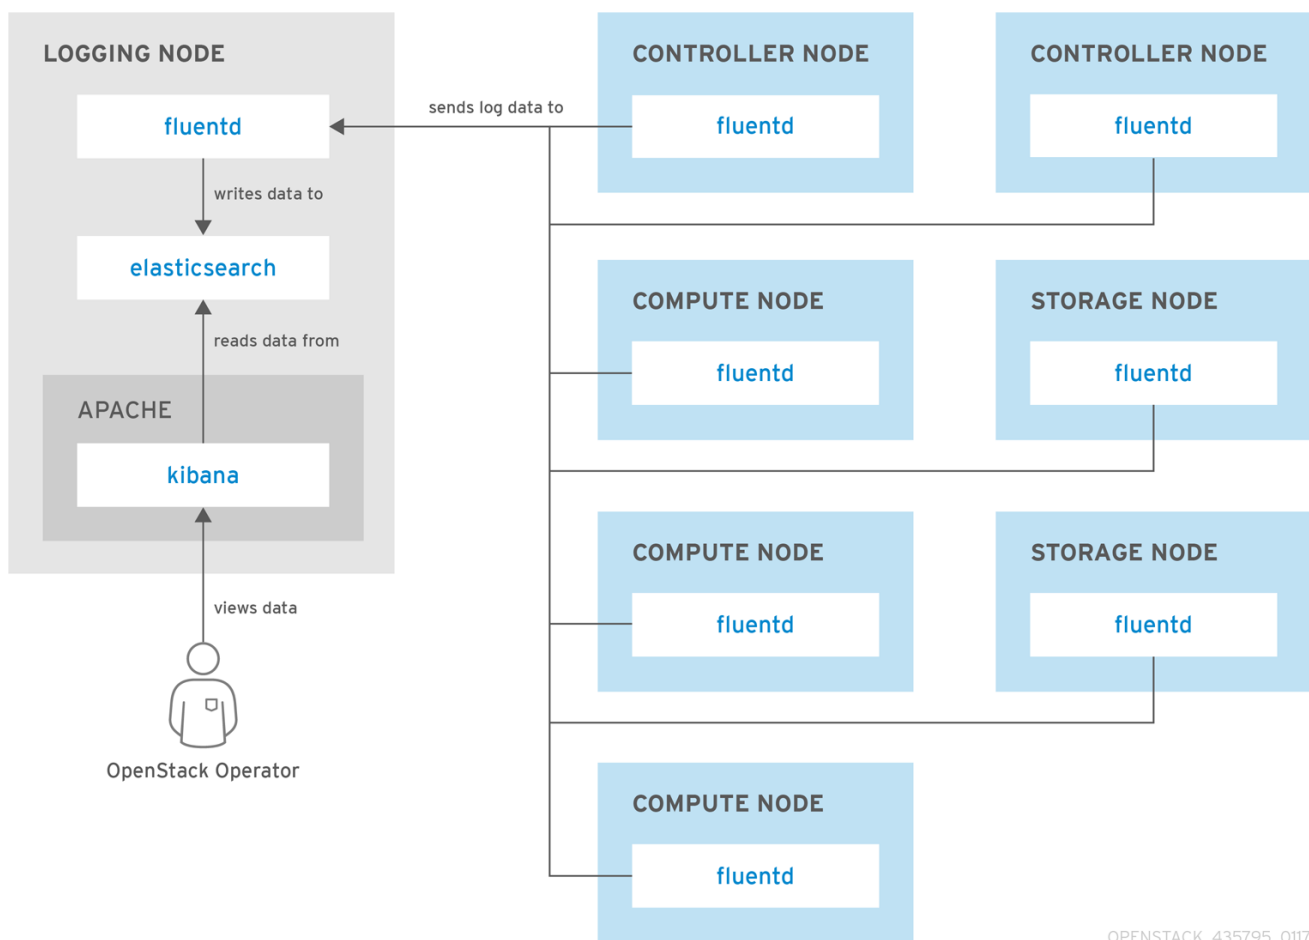 LOGGING NODE
fluentd
writes data to
elasticsearch
reads data from
APACHE
kibana
views data
OpenStack Operator
sends log data to
CONTROLLER NODE
fluentd
CONTROLLER NODE
fluentd
COMPUTE NODE
fluentd
STORAGE NODE
fluentd
COMPUTE NODE
fluentd
STORAGE NODE
fluentd
COMPUTE NODE
fluentd
OPENSTACK_435795_0117